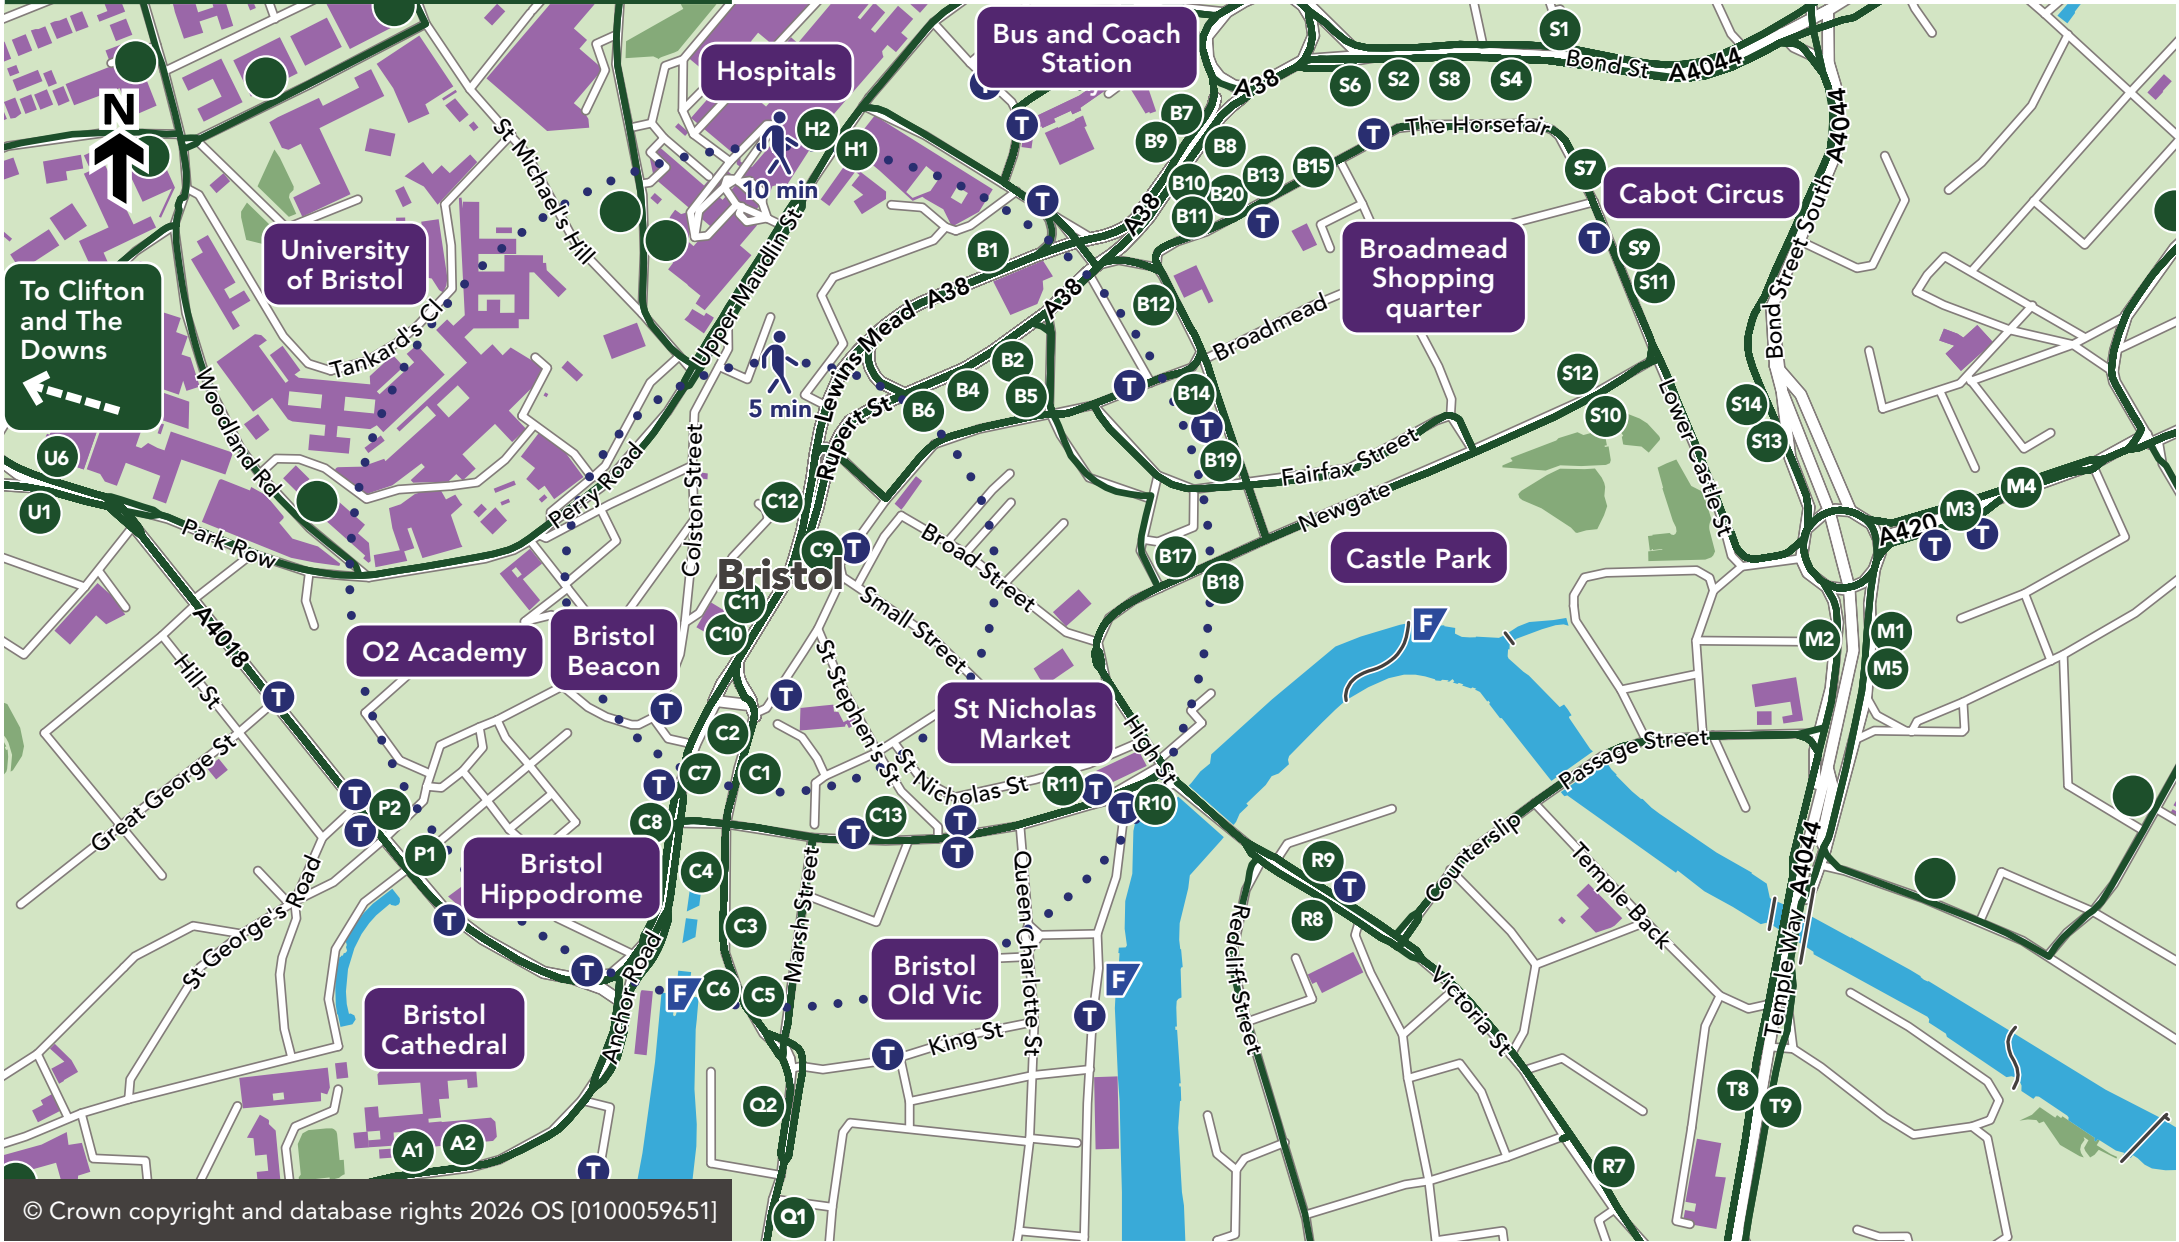 Bus and Coach
Station
S1
Bond St
A4044
Hospitals
A38
S6
S2
S8
S4
N
H2
H1
B7
B9
B8
T
T
The Horsefair
A4044
St Michael's Hill
10 min
B10
B20
B13
B15
B11
T
T
S7
Cabot Circus
University
of Bristol
Upper Maudlin St
B1
A38
T
S9
S11
Broadmead
Shopping
quarter
Bond Street South
To Clifton
and The
Downs
Tankard's Cl
Lewins Mead
A38
A38
B12
Broadmead
5 min
B2
B4
B5
B6
T
B14
T
S12
S10
S14
S13
Lower Castle St
Woodland Rd
Rupert St
Colston Street
B19
Fairfax Street
Newgate
U6
U1
Park Row
Perry Road
C12
C9
T
Bristol
C11
C10
Broad Street
Small Street
B17
B18
Castle Park
M4
M3
A420
T
T
A4018
Hill St
O2 Academy
Bristol
Beacon
St Stephen's St
F
M2
M1
M5
T
T
T
St Nicholas
Market
High St
C2
C7
C1
T
St Nicholas St
R11
T
T
R10
Passage Street
Great George St
T
P2
T
P1
C8
C13
T
T
T
Counterslip
Temple Back
A4044
Bristol
Hippodrome
C4
C3
Marsh Street
Queen Charlotte St
R9
T
R8
Redcliff Street
St George's Road
T
T
Anchor Road
F
C6
C5
Bristol
Old Vic
F
T
Victoria St
Temple Way
Bristol
Cathedral
T
King St
Q2
T8
T9
A1
A2
T
R7
Q1
© Crown copyright and database rights 2026 OS [0100059651]